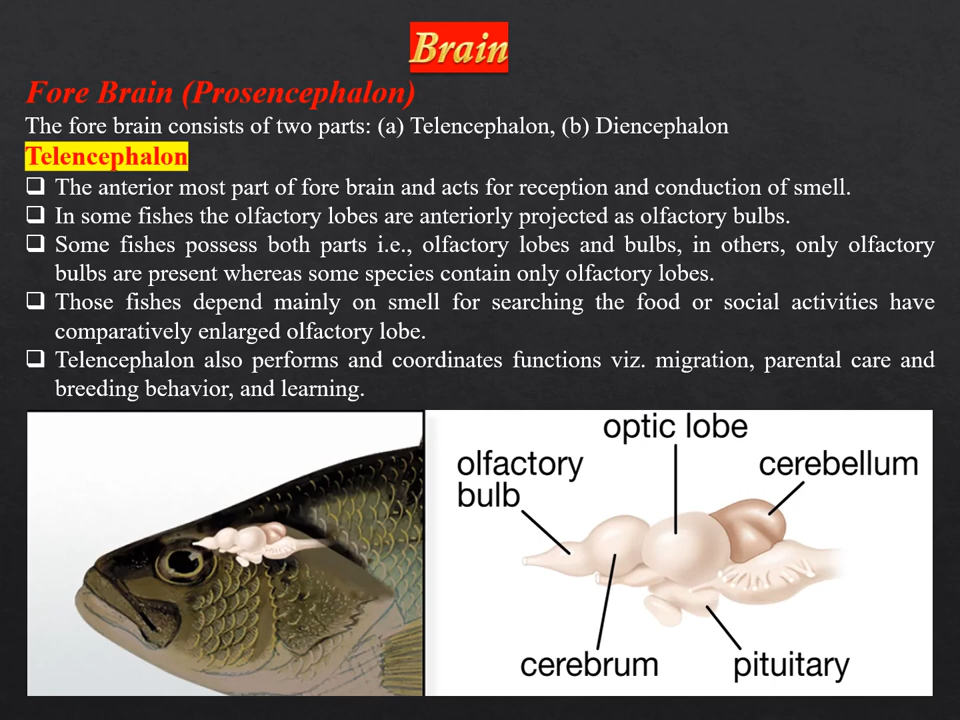 Brain
Fore Brain (Prosencephalon)
The fore brain consists of two parts: (a) Telencephalon, (b) Diencephalon
Telencephalon
❑ The anterior most part of fore brain and acts for reception and conduction of smell.
❑ In some fishes the olfactory lobes are anteriorly projected as olfactory bulbs.
❑ Some fishes possess both parts i.e., olfactory lobes and bulbs, in others, only olfactory
bulbs are present whereas some species contain only olfactory lobes.
❑ Those fishes depend mainly on smell for searching the food or social activities have
comparatively enlarged olfactory lobe.
❑ Telencephalon also performs and coordinates functions viz. migration, parental care and
breeding behavior, and learning.
optic lobe
olfactory
bulb
cerebellum
cerebrum
pituitary